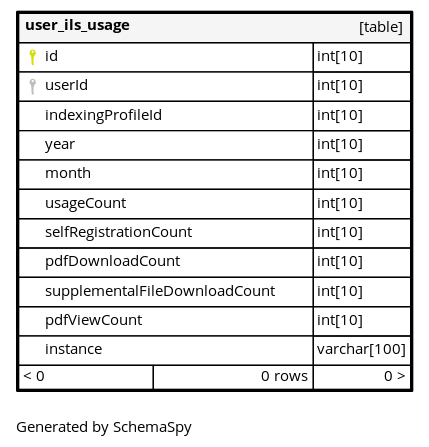 user_ils_usage [table]
id int[10]
userId int[10]
indexingProfileId int[10]
year int[10]
month int[10]
usageCount int[10]
selfRegistrationCount int[10]
pdfDownloadCount int[10]
supplementalFileDownloadCount int[10]
pdfViewCount int[10]
instance varchar[100]
< 0 0 rows 0 >
Generated by SchemaSpy